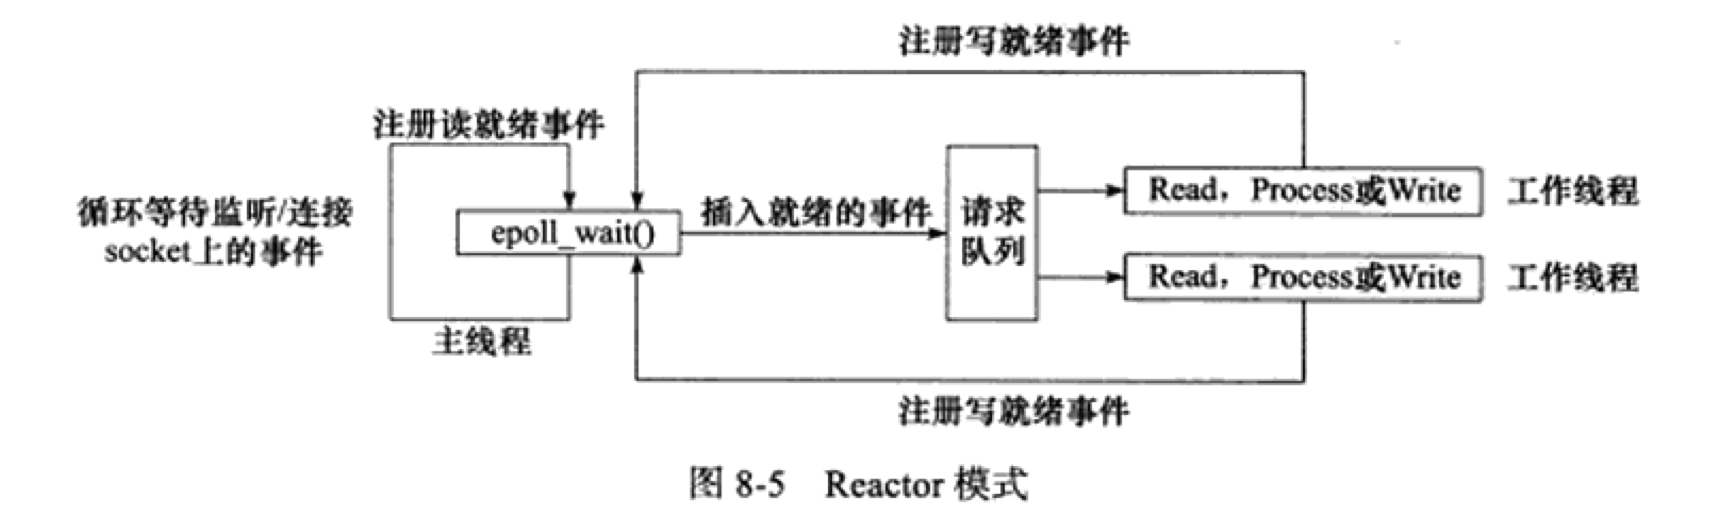 注册写就绪事件
注册读就绪事件
循环等待监听/连接
socket上的事件
epoll_wait()
插入就绪的事件
请求
队列
Read，Process或Write
工作线程
Read，Process或Write
工作线程
主线程
注册写就绪事件
图 8-5 Reactor 模式